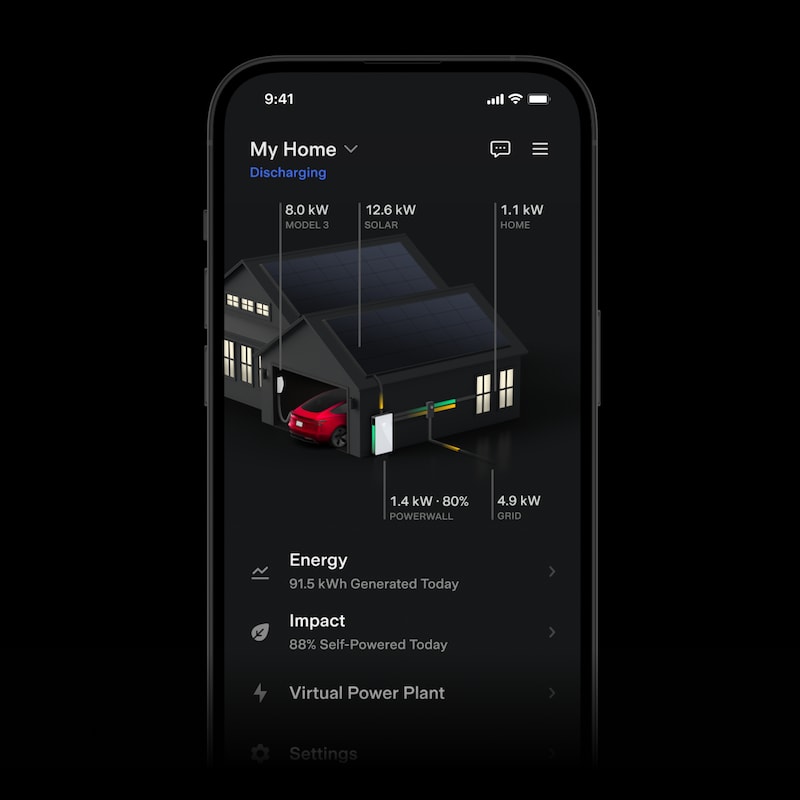 9:41
My Home
Discharging
8.0 kW
MODEL 3
12.6 kW
SOLAR
1.1 kW
HOME
1.4 kW · 80%
POWERWALL
4.9 kW
GRID
Energy
91.5 kWh Generated Today
Impact
88% Self-Powered Today
Virtual Power Plant
Settings